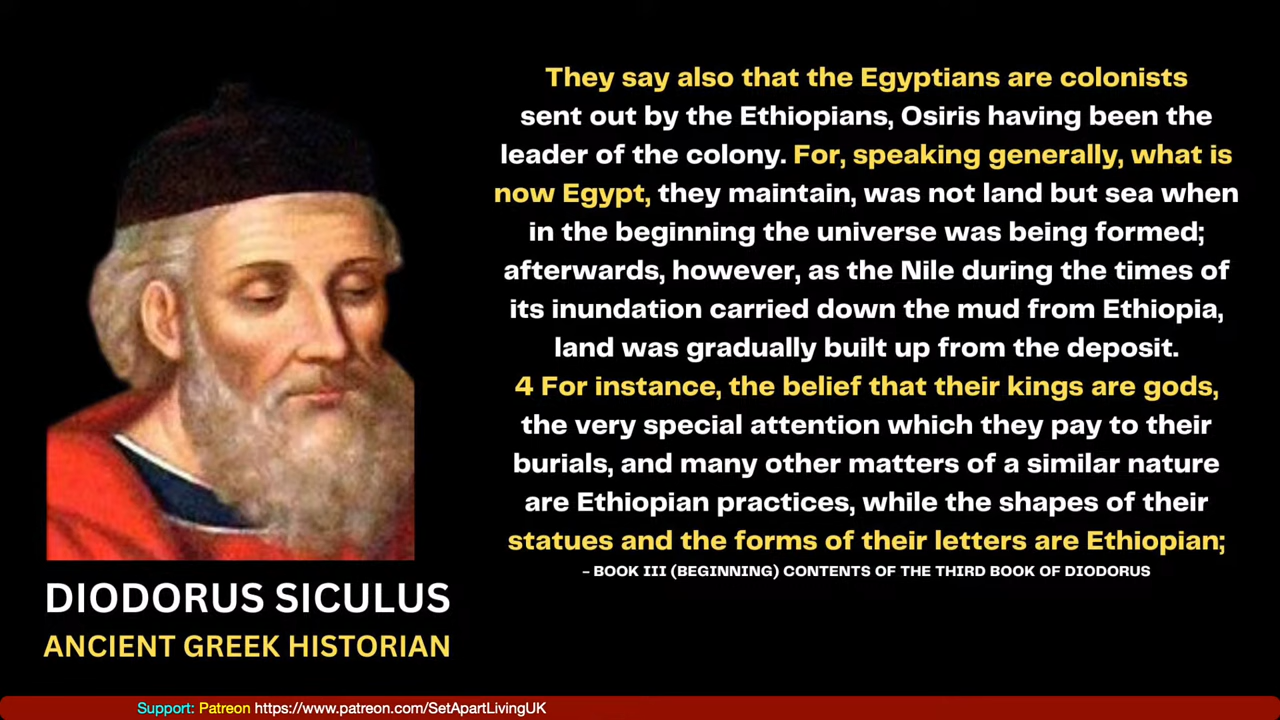 They say also that the Egyptians are colonists
sent out by the Ethiopians, Osiris having been the
leader of the colony. For, speaking generally, what is
now Egypt, they maintain, was not land but sea when
in the beginning the universe was being formed;
afterwards, however, as the Nile during the times of
its inundation carried down the mud from Ethiopia,
land was gradually built up from the deposit.
4 For instance, the belief that their kings are gods,
the very special attention which they pay to their
burials, and many other matters of a similar nature
are Ethiopian practices, while the shapes of their
statues and the forms of their letters are Ethiopian;
– BOOK III (BEGINNING) CONTENTS OF THE THIRD BOOK OF DIODORUS
DIODORUS SICULUS
ANCIENT GREEK HISTORIAN
Support: Patreon https://www.patreon.com/SetApartLivingUK